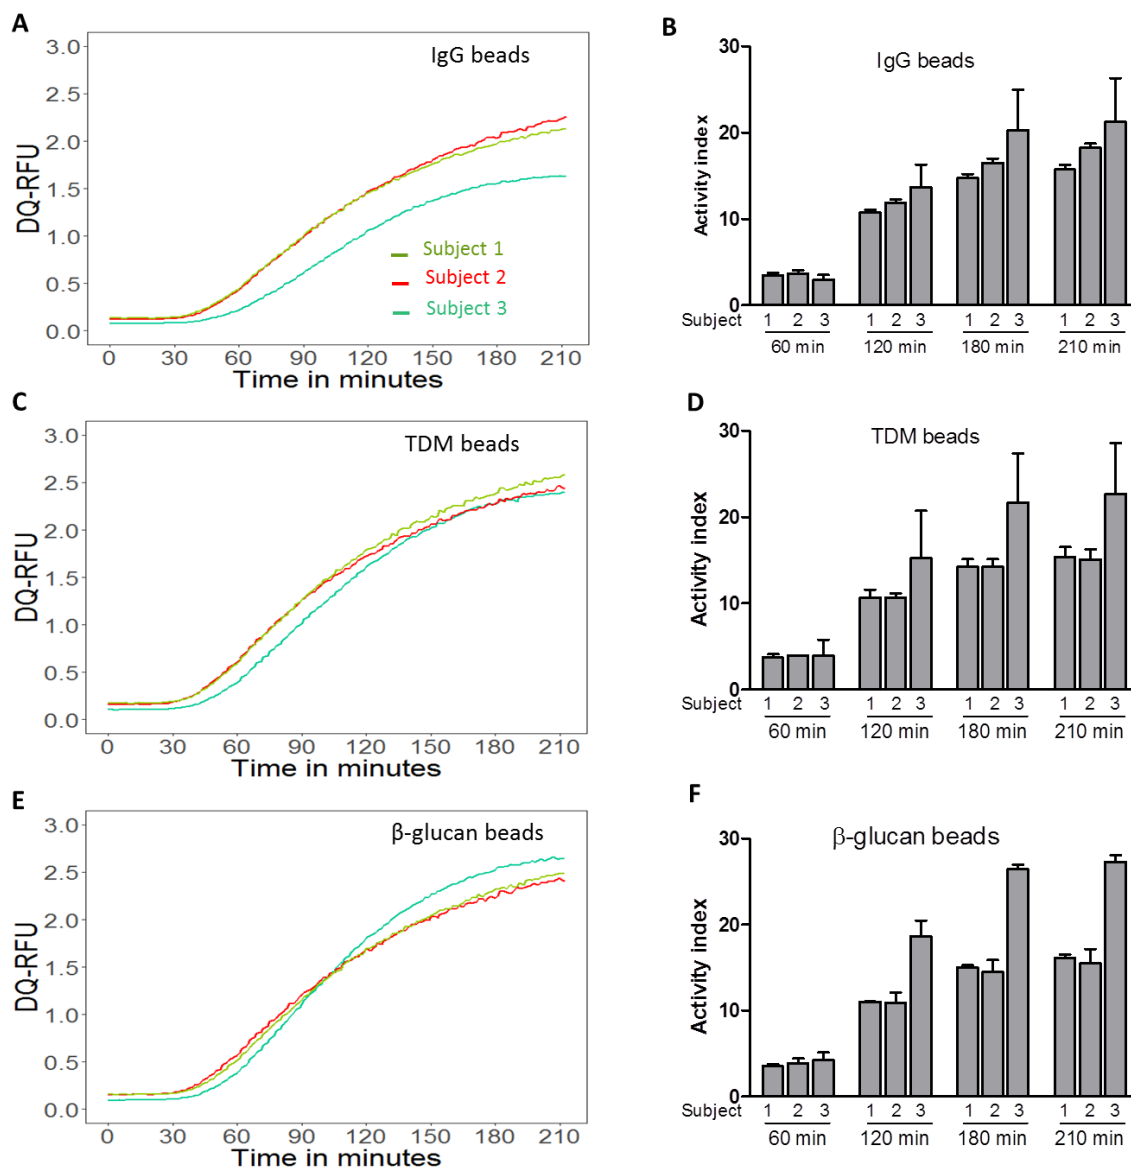 A
IgG beads
3.0
2.5
2.0
1.5
1.0
0.5
0.0
DQ-RFU
Subject 1
Subject 2
Subject 3
0 30 60 90 120 150 180 210
Time in minutes
B
IgG beads
30
20
10
0
Activity index
Subject 1 2 3 1 2 3 1 2 3 1 2 3
60 min 120 min 180 min 210 min
C
TDM beads
3.0
2.5
2.0
1.5
1.0
0.5
0.0
DQ-RFU
0 30 60 90 120 150 180 210
Time in minutes
D
TDM beads
30
20
10
0
Activity index
Subject 1 2 3 1 2 3 1 2 3 1 2 3
60 min 120 min 180 min 210 min
E
β-glucan beads
3.0
2.5
2.0
1.5
1.0
0.5
0.0
DQ-RFU
0 30 60 90 120 150 180 210
Time in minutes
F
β-glucan beads
30
20
10
0
Activity index
Subject 1 2 3 1 2 3 1 2 3 1 2 3
60 min 120 min 180 min 210 min